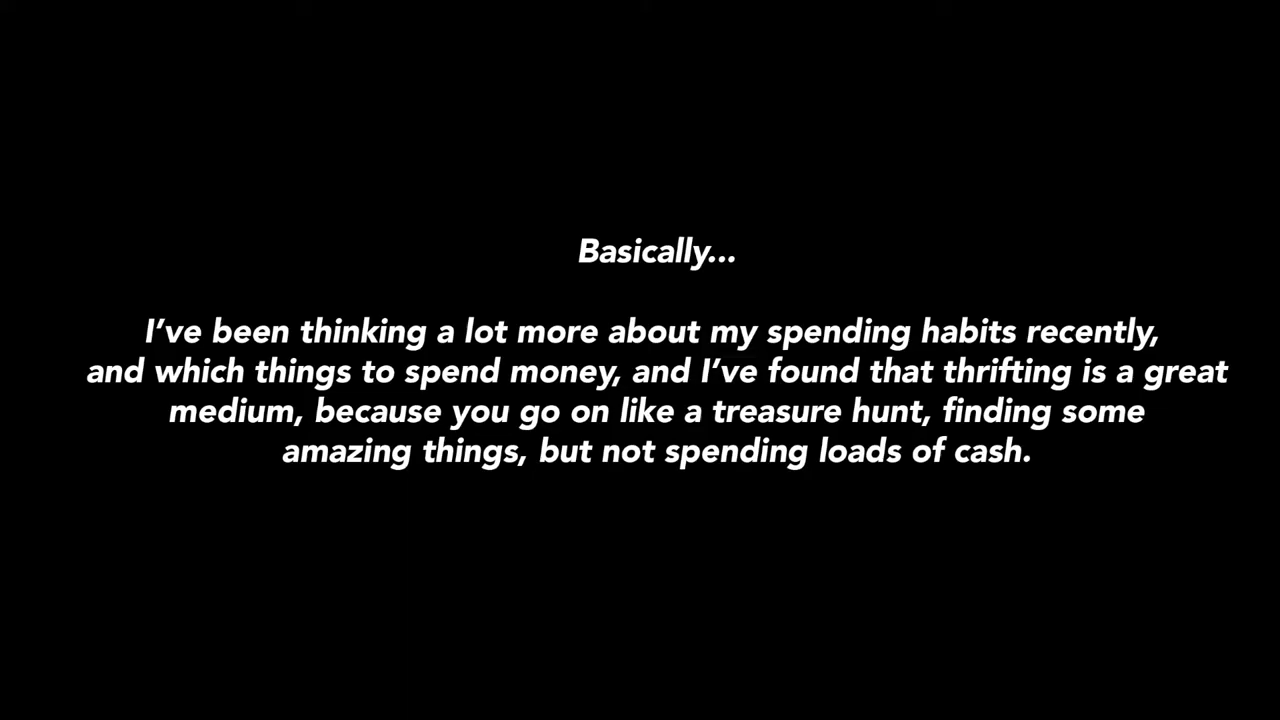 Basically...
I've been thinking a lot more about my spending habits recently,
and which things to spend money, and I've found that thrifting is a great
medium, because you go on like a treasure hunt, finding some
amazing things, but not spending loads of cash.